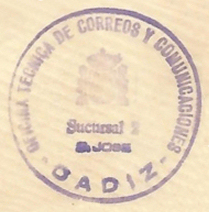 OFICINA TECNICA DE CORREOS Y COMUNICACIONES
Sucursal 2
S. JOSE
- CADIZ -